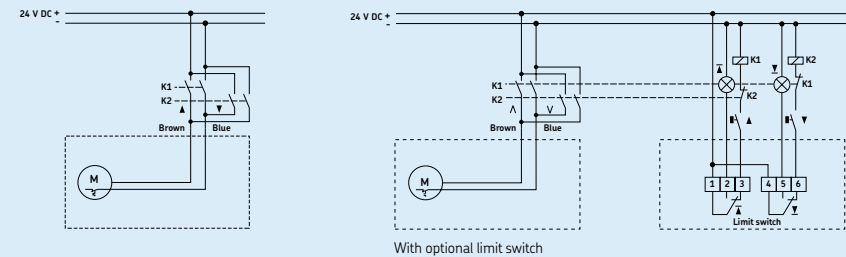 24 V DC +
-
K1
K2
Brown Blue
M
24 V DC +
-
K1
K2
Brown Blue
M
K1
K2
K2
K1
1 2 3 4 5 6
Limit switch
With optional limit switch